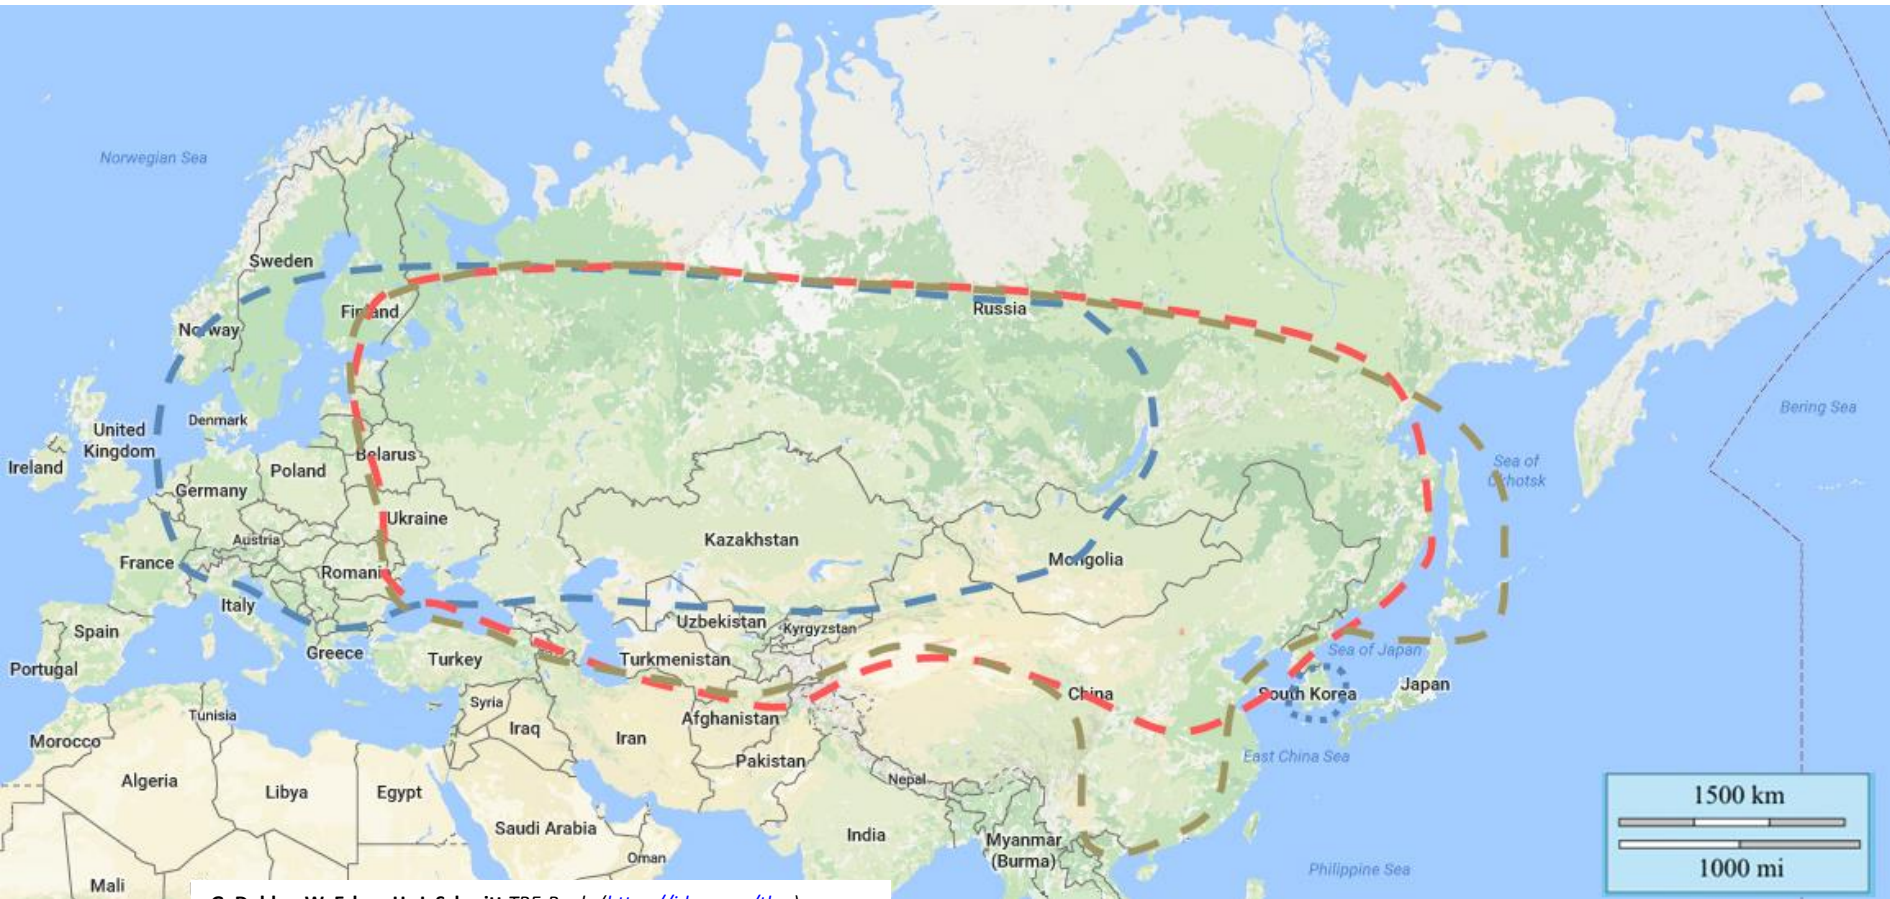 Norwegian Sea
Sweden
Finland
Norway
Russia
Denmark
United
Kingdom
Ireland
Bering Sea
Sea of
Okhotsk
Belarus
Poland
Germany
Ukraine
Austria
Kazakhstan
France
Mongolia
Romani
Italy
Uzbekistan
Kyrgyzstan
Spain
Greece
Turkey
Turkmenistan
Sea of Japan
Portugal
Japan
South Korea
China
Syria
Tunisia
Afghanistan
Iraq
Iran
Morocco
Pakistan
East China Sea
Nepal
Algeria
Libya
Egypt
1500 km
Saudi Arabia
India
Myanmar
(Burma)
Oman
Philippine Sea
1000 mi
Mali